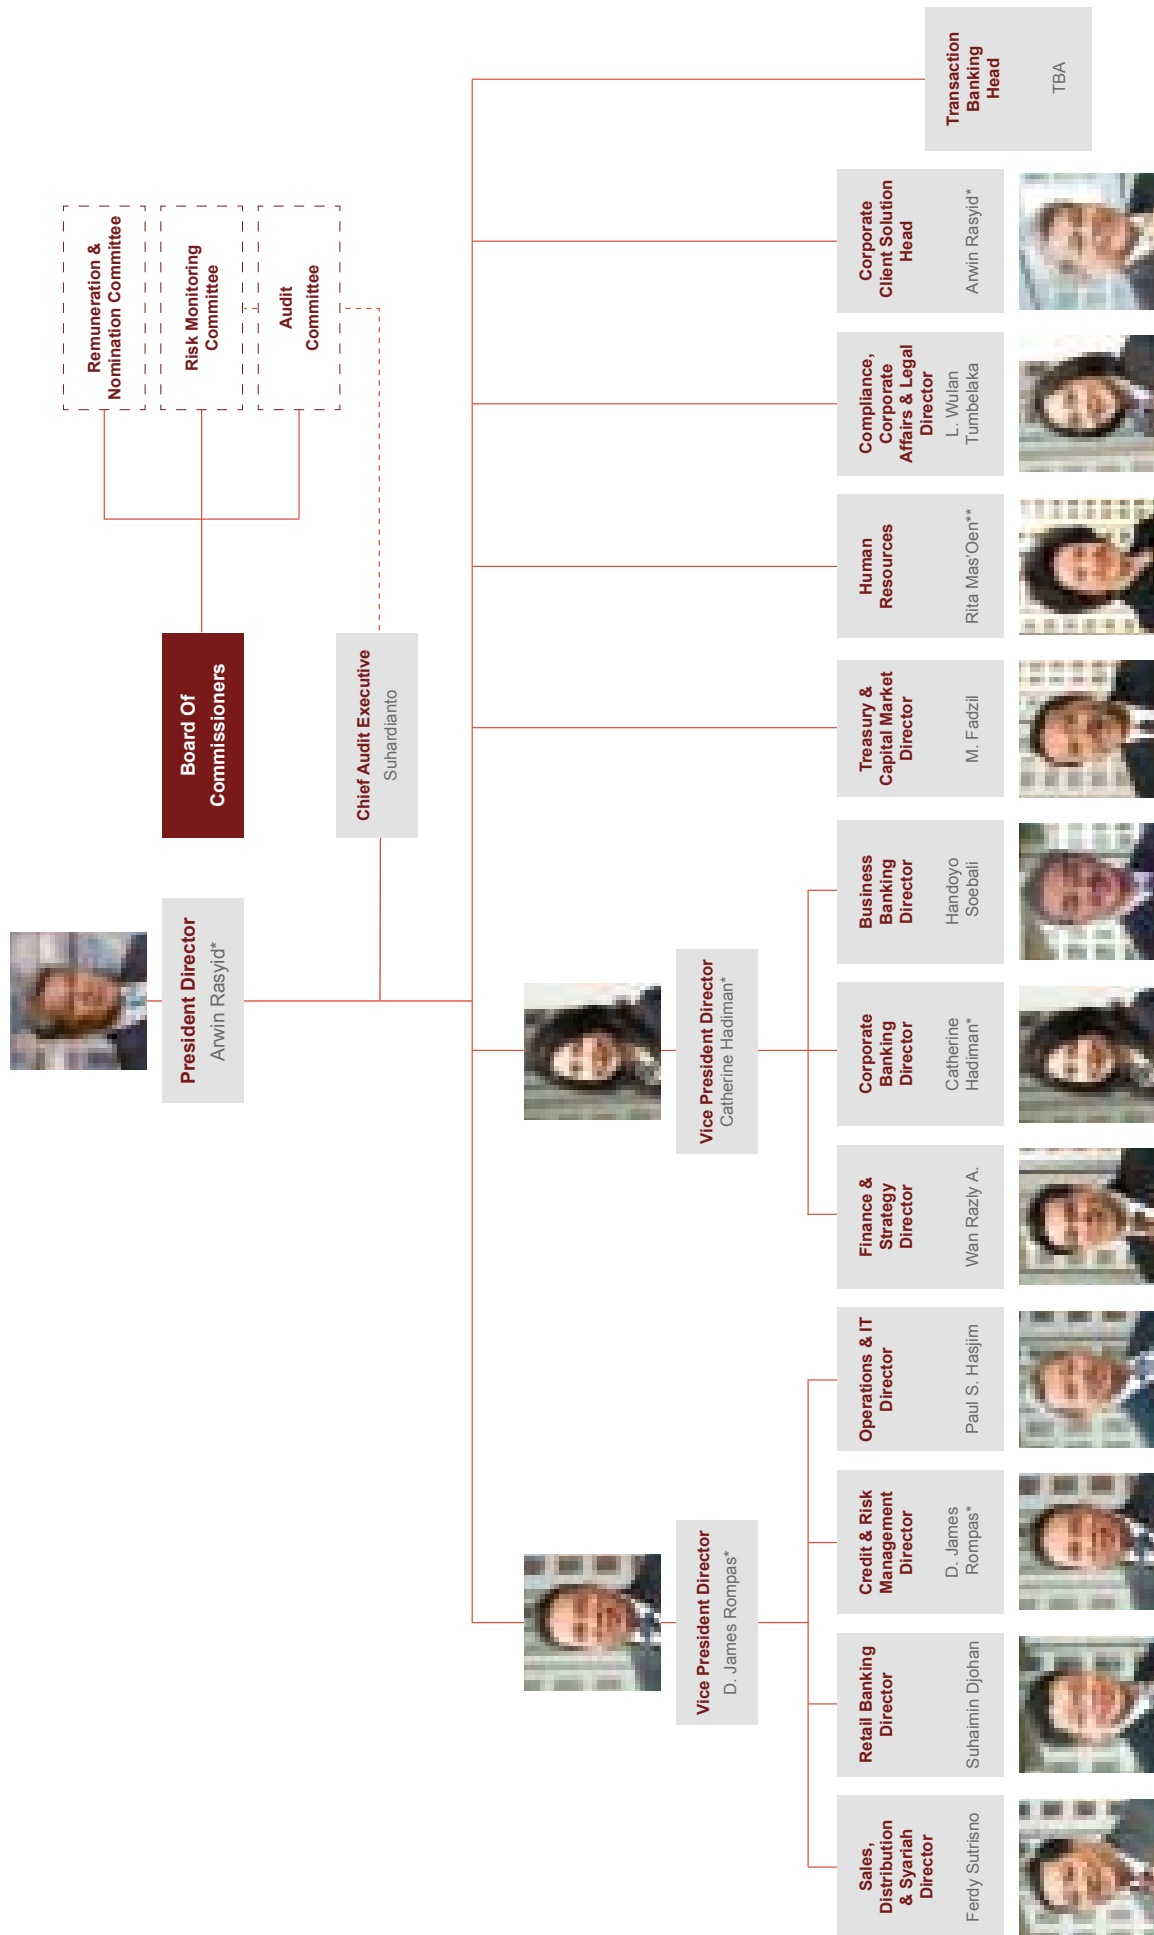 President Director
Arwin Rasyid*
Board Of
Commissioners
Remuneration &
Nomination Committee
Risk Monitoring
Committee
Audit
Committee
Chief Audit Executive
Suhardianto
Vice President Director
D. James Rompas*
Vice President Director
Catherine Hadiman*
Sales,
Distribution
& Syariah
Director
Ferdy Sutrisno
Retail Banking
Director
Suhaimin Djohan
Credit & Risk
Management
Director
D. James
Rompas*
Operations & IT
Director
Paul S. Hasjim
Finance &
Strategy
Director
Wan Razly A.
Corporate
Banking
Director
Catherine
Hadiman*
Business
Banking
Director
Handoyo
Soebali
Treasury &
Capital Market
Director
M. Fadzil
Human
Resources
Rita Mas'Oen**
Compliance,
Corporate
Affairs & Legal
Director
L. Wulan
Tumbelaka
Corporate
Client Solution
Head
Arwin Rasyid*
Transaction
Banking
Head
TBA